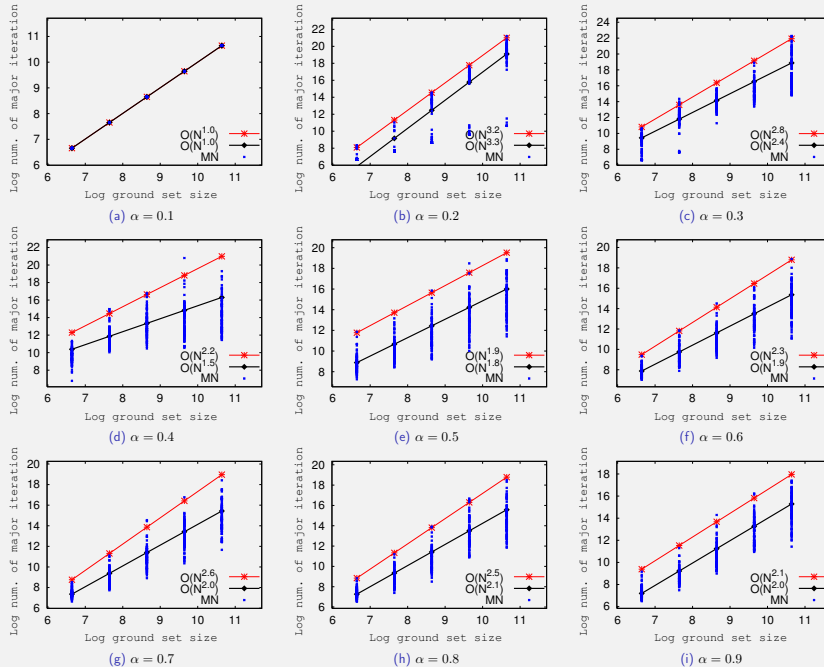 Log num. of major iteration
11
10
9
8
7
6
6 7 8 9 10 11
O(N^1.0)
O(N^1.0)
MN
Log ground set size
(a) α = 0.1
Log num. of major iteration
22
20
18
16
14
12
10
8
6
6 7 8 9 10 11
O(N^3.2)
O(N^3.3)
MN
Log ground set size
(b) α = 0.2
Log num. of major iteration
24
22
20
18
16
14
12
10
8
6
6 7 8 9 10 11
O(N^2.8)
O(N^2.4)
MN
Log ground set size
(c) α = 0.3
Log num. of major iteration
22
20
18
16
14
12
10
8
6 7 8 9 10 11
O(N^2.2)
O(N^1.5)
MN
Log ground set size
(d) α = 0.4
Log num. of major iteration
20
18
16
14
12
10
8
6 7 8 9 10 11
O(N^1.9)
O(N^1.8)
MN
Log ground set size
(e) α = 0.5
Log num. of major iteration
20
18
16
14
12
10
8
6 7 8 9 10 11
O(N^2.3)
O(N^1.9)
MN
Log ground set size
(f) α = 0.6
Log num. of major iteration
20
18
16
14
12
10
8
6
6 7 8 9 10 11
O(N^2.6)
O(N^2.0)
MN
Log ground set size
(g) α = 0.7
Log num. of major iteration
20
18
16
14
12
10
8
6
6 7 8 9 10 11
O(N^2.5)
O(N^2.1)
MN
Log ground set size
(h) α = 0.8
Log num. of major iteration
18
16
14
12
10
8
6
6 7 8 9 10 11
O(N^2.1)
O(N^2.0)
MN
Log ground set size
(i) α = 0.9